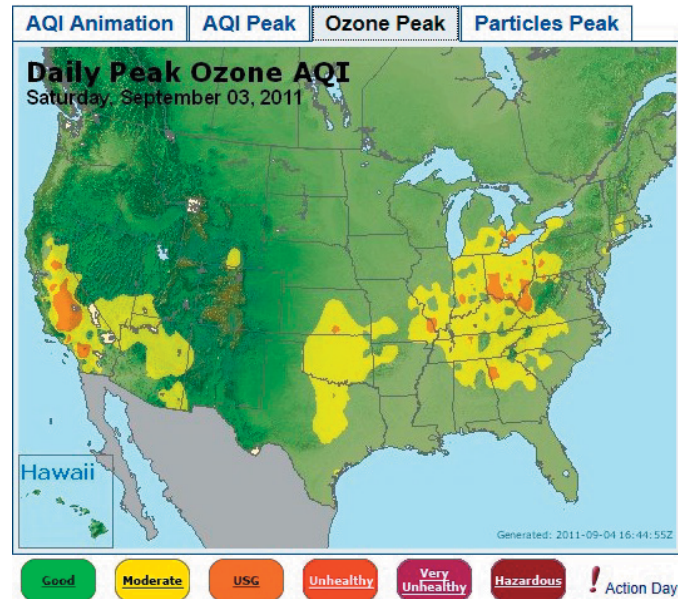 AQI Animation
AQI Peak
Ozone Peak
Particles Peak
Daily Peak Ozone AQI
Saturday, September 03, 2011
Hawaii
Generated: 2011-09-04 16:44:55Z
Good
Moderate
USG
Unhealthy
Very
Unhealthy
Hazardous
! Action Day